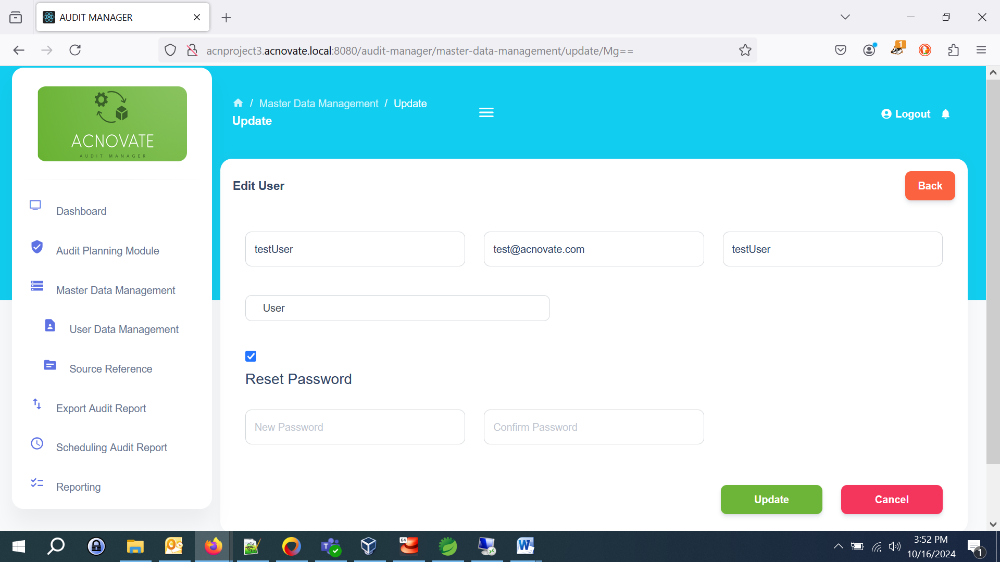 AUDIT MANAGER
acnproject3.acnovate.local:8080/audit-manager/master-data-management/update/Mg==
1
ACNOVATE
AUDIT MANAGER
/ Master Data Management / Update
Update
Logout
Edit User
Back
Dashboard
Audit Planning Module
Master Data Management
User Data Management
Source Reference
Export Audit Report
Scheduling Audit Report
Reporting
testUser
test@acnovate.com
testUser
User
Reset Password
New Password
Confirm Password
Update
Cancel
64
3:52 PM
10/16/2024
1